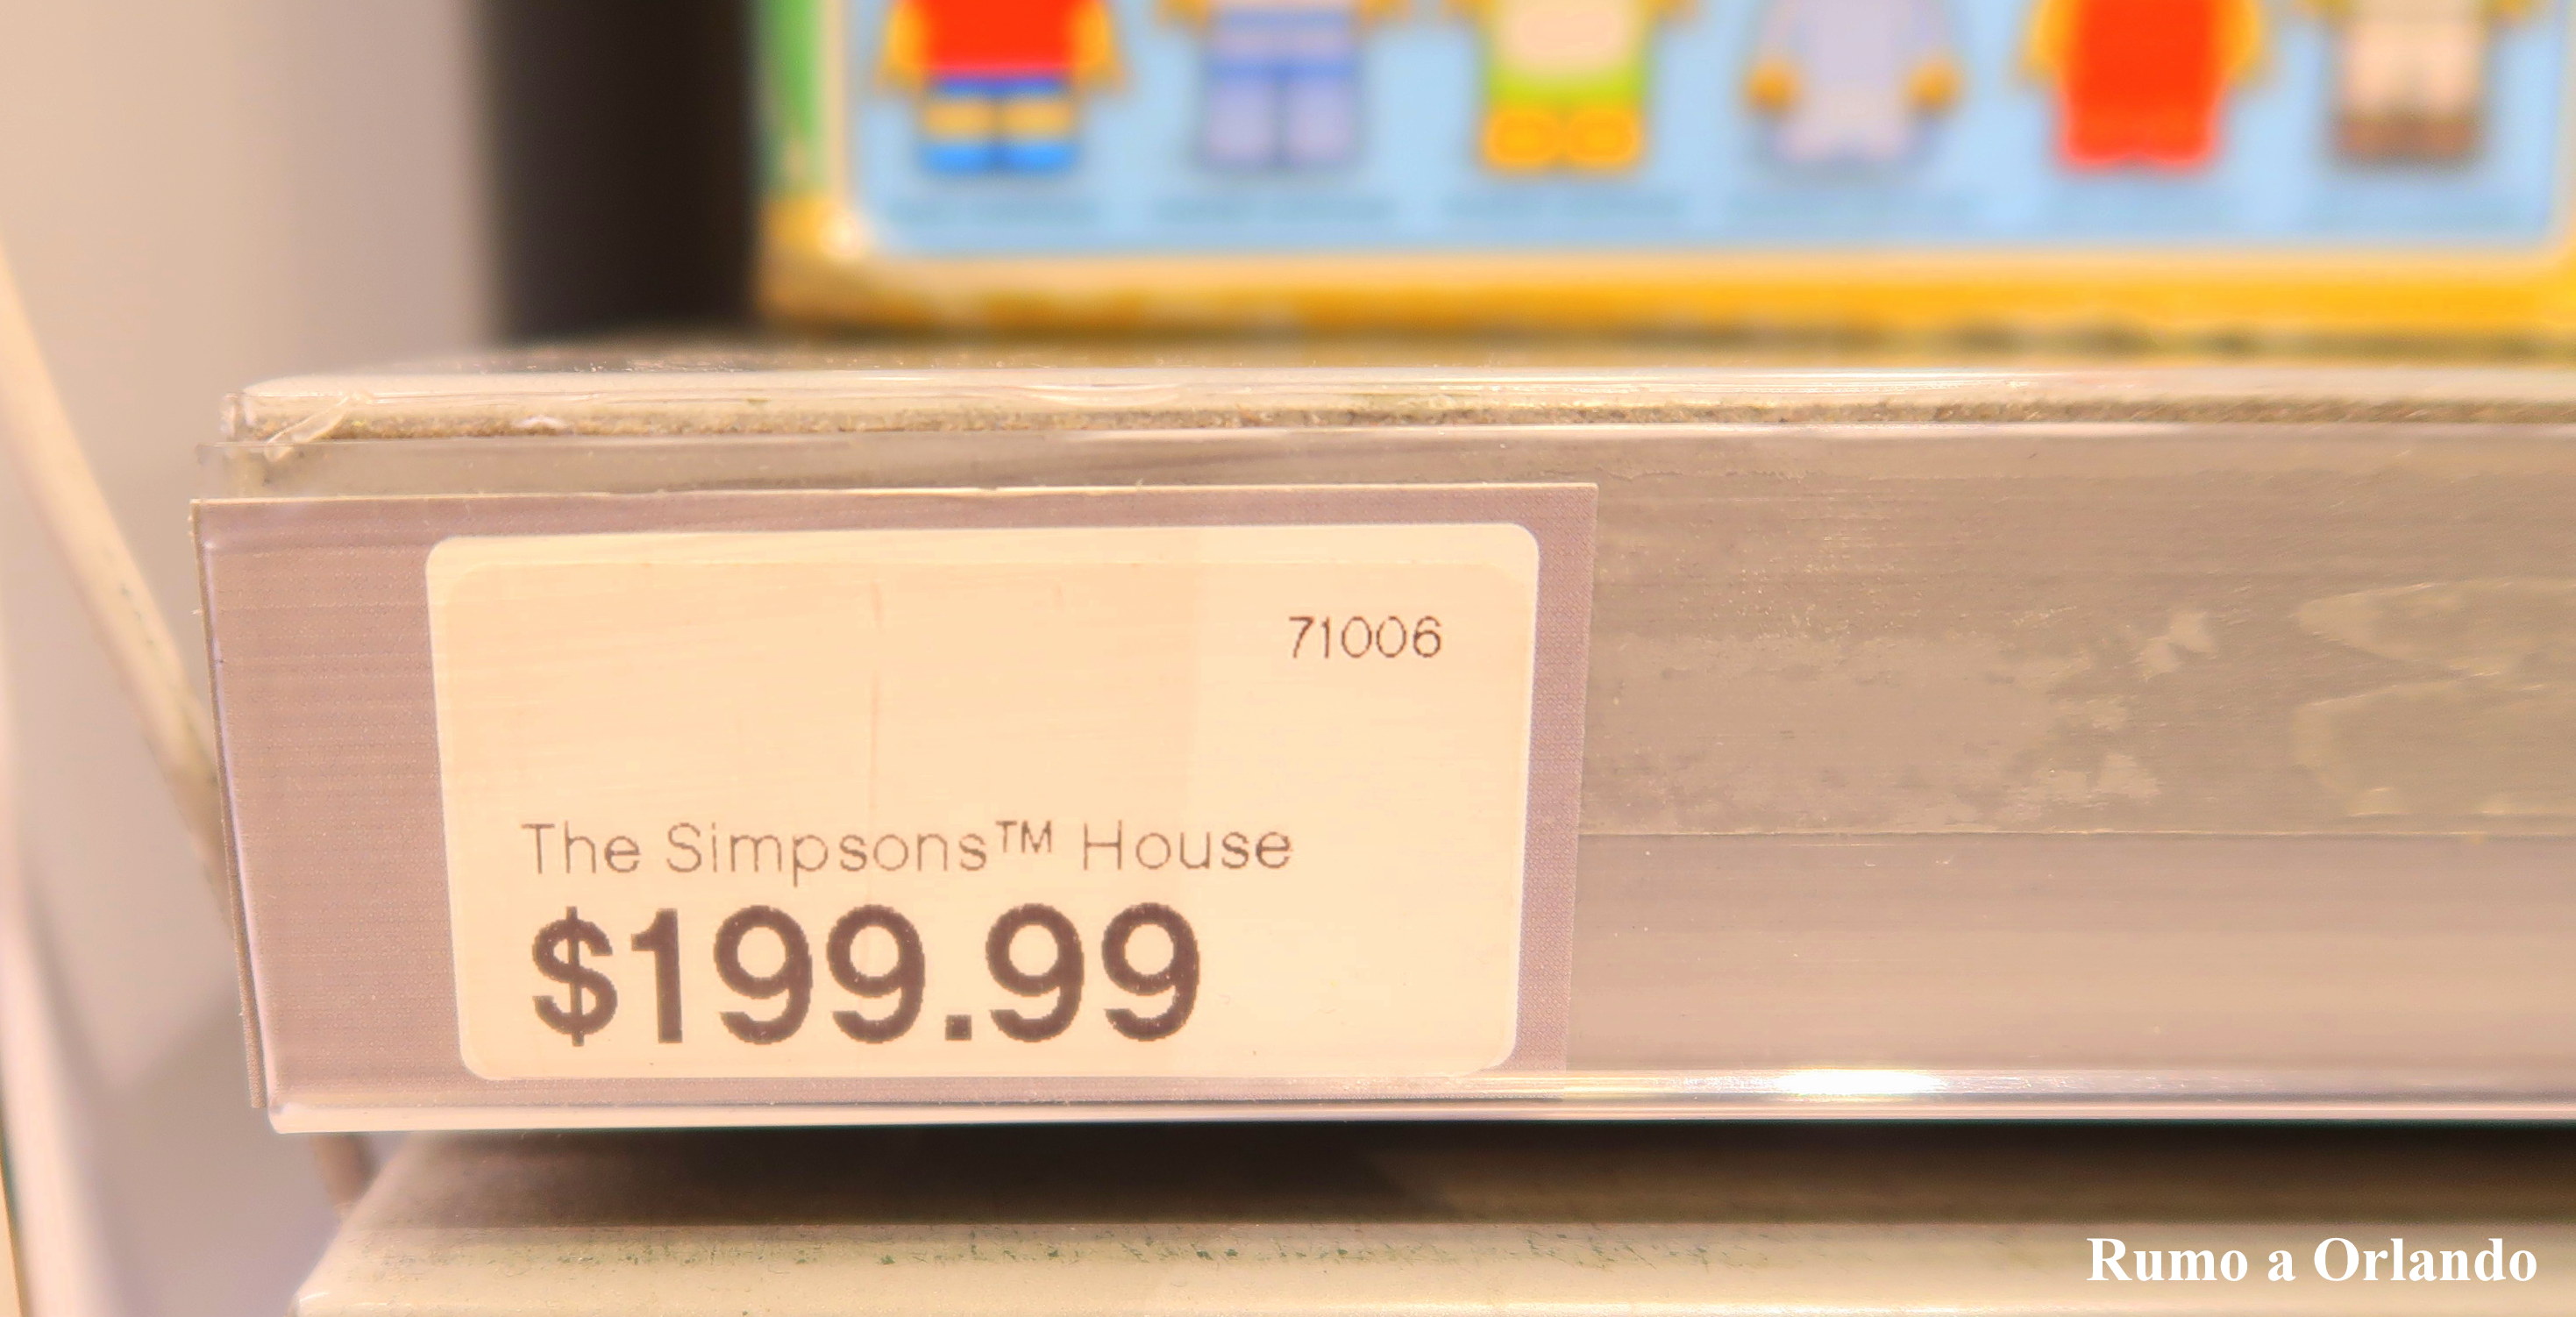 71006
The Simpsons™ House
$199.99
Rumo a Orlando